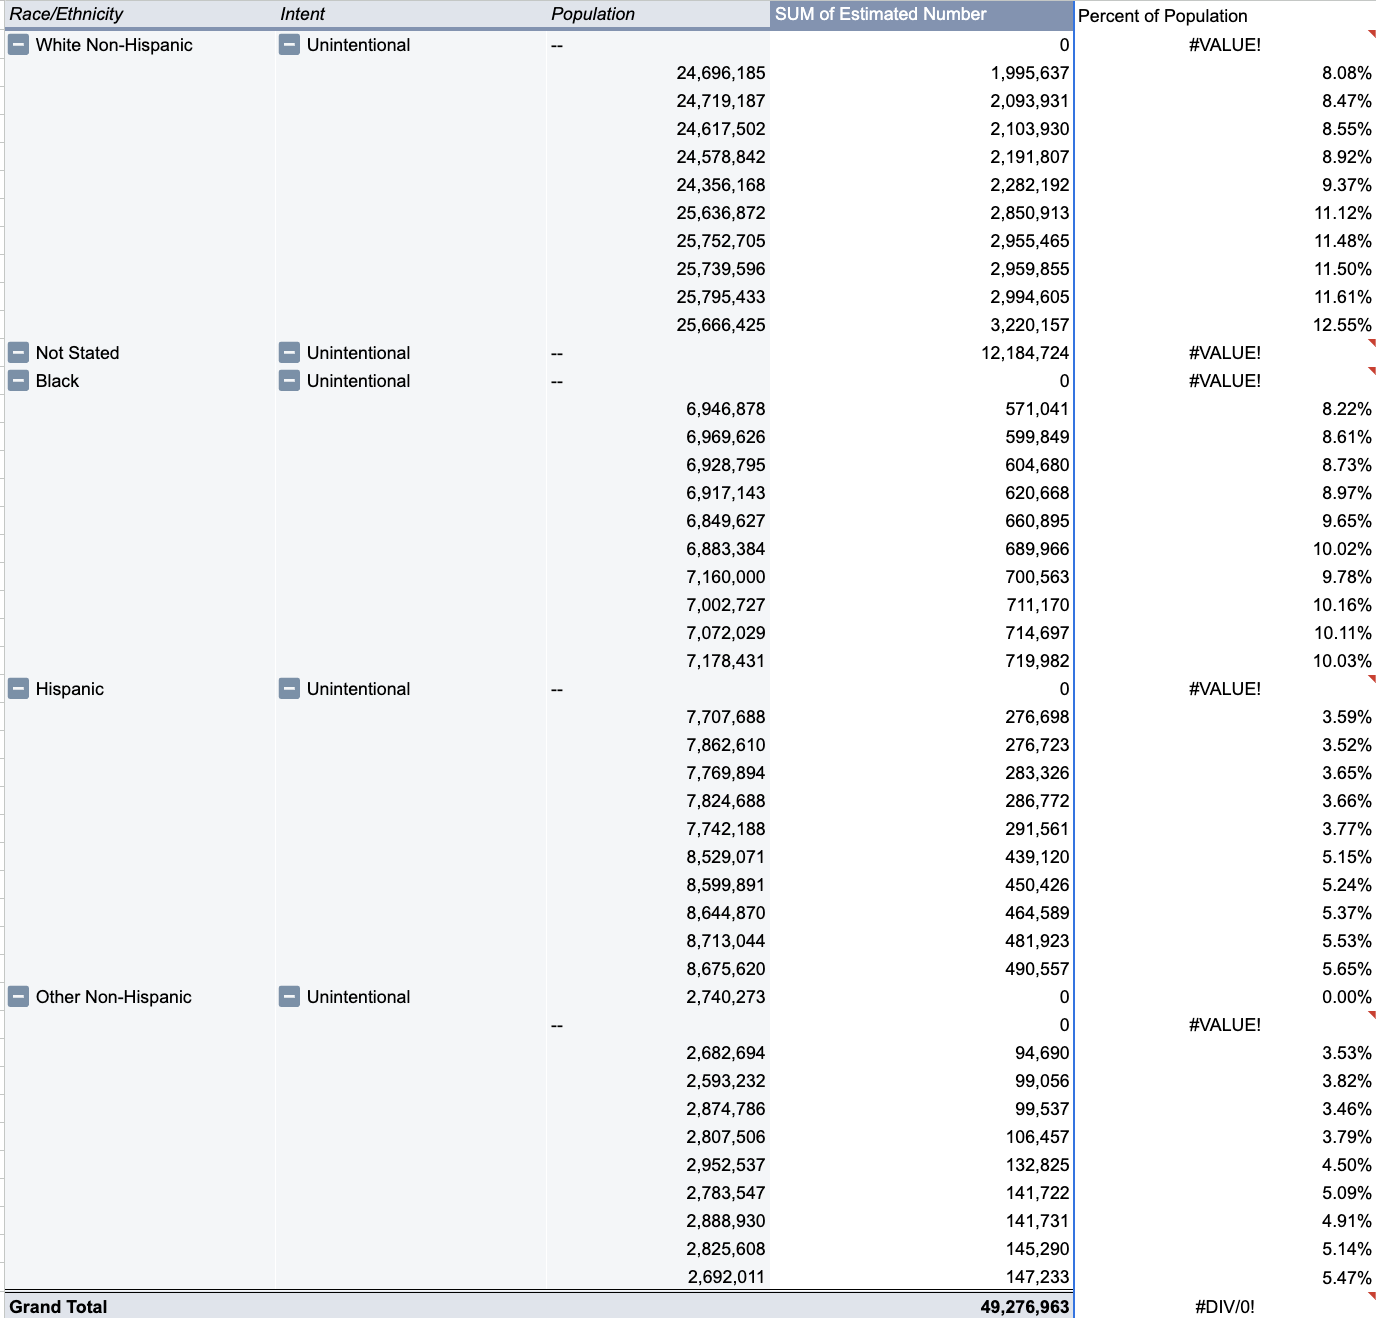 Race/Ethnicity Intent Population SUM of Estimated Number Percent of Population
White Non-Hispanic Unintentional -- 0 #VALUE!
24,696,185 1,995,637 8.08%
24,719,187 2,093,931 8.47%
24,617,502 2,103,930 8.55%
24,578,842 2,191,807 8.92%
24,356,168 2,282,192 9.37%
25,636,872 2,850,913 11.12%
25,752,705 2,955,465 11.48%
25,739,596 2,959,855 11.50%
25,795,433 2,994,605 11.61%
25,666,425 3,220,157 12.55%
Not Stated Unintentional -- 12,184,724 #VALUE!
Black Unintentional -- 0 #VALUE!
6,946,878 571,041 8.22%
6,969,626 599,849 8.61%
6,928,795 604,680 8.73%
6,917,143 620,668 8.97%
6,849,627 660,895 9.65%
6,883,384 689,966 10.02%
7,160,000 700,563 9.78%
7,002,727 711,170 10.16%
7,072,029 714,697 10.11%
7,178,431 719,982 10.03%
Hispanic Unintentional -- 0 #VALUE!
7,707,688 276,698 3.59%
7,862,610 276,723 3.52%
7,769,894 283,326 3.65%
7,824,688 286,772 3.66%
7,742,188 291,561 3.77%
8,529,071 439,120 5.15%
8,599,891 450,426 5.24%
8,644,870 464,589 5.37%
8,713,044 481,923 5.53%
8,675,620 490,557 5.65%
Other Non-Hispanic Unintentional 2,740,273 0 0.00%
-- 0 #VALUE!
2,682,694 94,690 3.53%
2,593,232 99,056 3.82%
2,874,786 99,537 3.46%
2,807,506 106,457 3.79%
2,952,537 132,825 4.50%
2,783,547 141,722 5.09%
2,888,930 141,731 4.91%
2,825,608 145,290 5.14%
2,692,011 147,233 5.47%
Grand Total 49,276,963 #DIV/0!